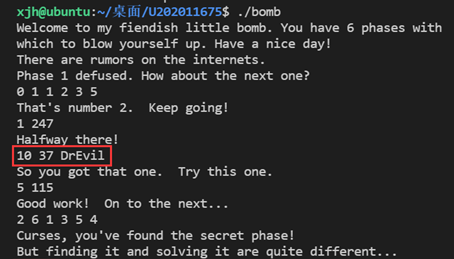 xjh@ubuntu:~/桌面/U202011675$ ./bomb
Welcome to my fiendish little bomb. You have 6 phases with
which to blow yourself up. Have a nice day!
There are rumors on the internets.
Phase 1 defused. How about the next one?
0 1 1 2 3 5
That's number 2.  Keep going!
1 247
Halfway there!
10 37 DrEvil
So you got that one.  Try this one.
5 115
Good work!  On to the next...
2 6 1 3 5 4
Curses, you've found the secret phase!
But finding it and solving it are quite different...